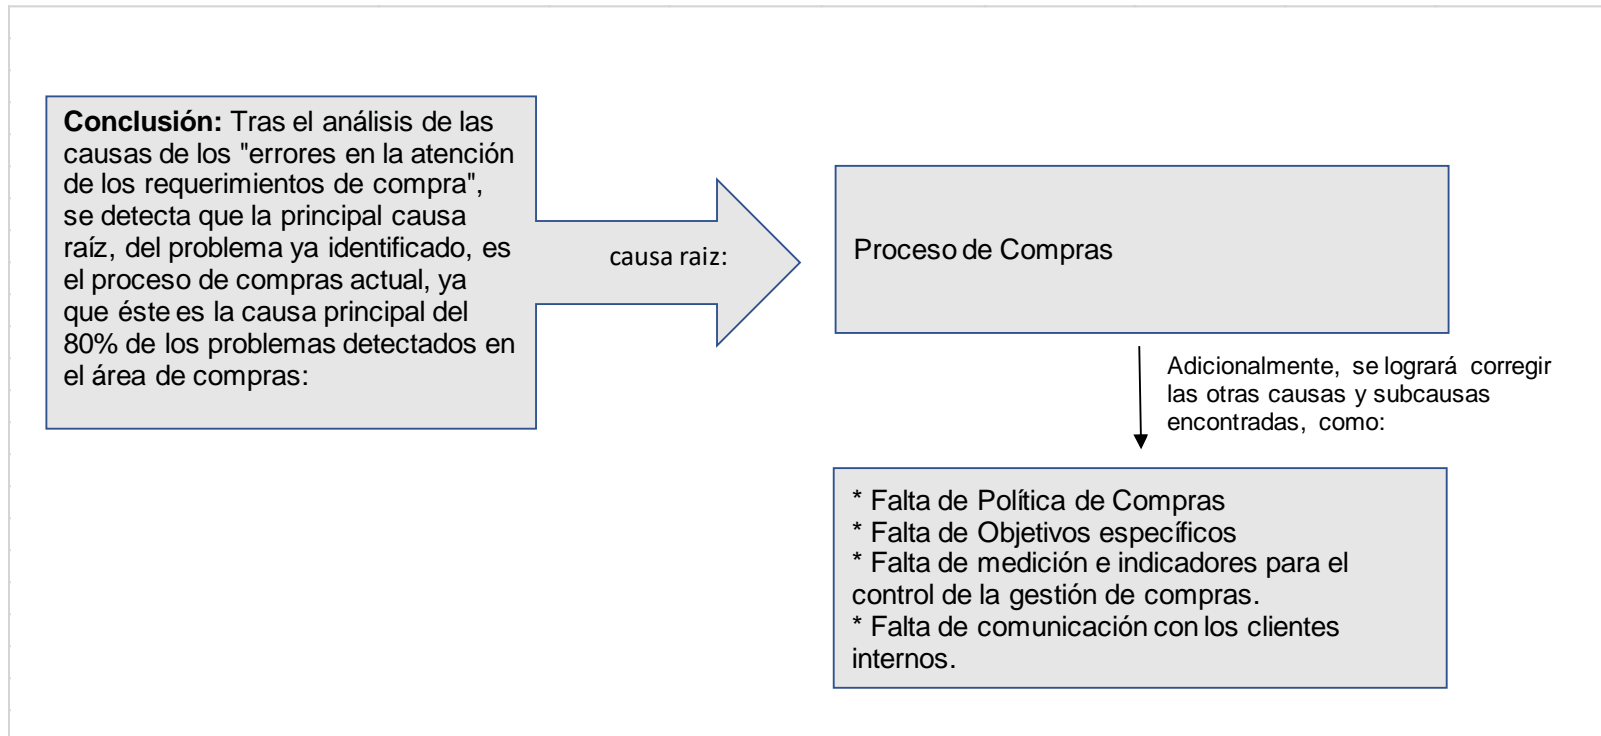 Conclusión: Tras el análisis de las
causas de los "errores en la atención
de los requerimientos de compra",
se detecta que la principal causa
raíz, del problema ya identificado, es
el proceso de compras actual, ya
que éste es la causa principal del
80% de los problemas detectados en
el área de compras:
causa raiz:
Proceso de Compras
Adicionalmente, se logrará corregir
las otras causas y subcausas
encontradas, como:
* Falta de Política de Compras
* Falta de Objetivos específicos
* Falta de medición e indicadores para el
control de la gestión de compras.
* Falta de comunicación con los clientes
internos.